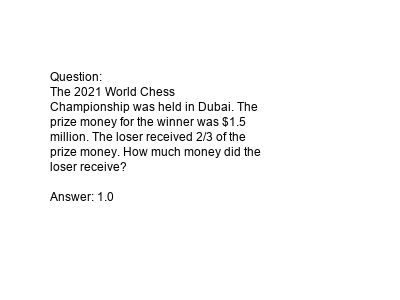 Question:
The 2021 World Chess
Championship was held in Dubai. The
prize money for the winner was $1.5
million. The loser received 2/3 of the
prize money. How much money did the
loser receive?
Answer: 1.0